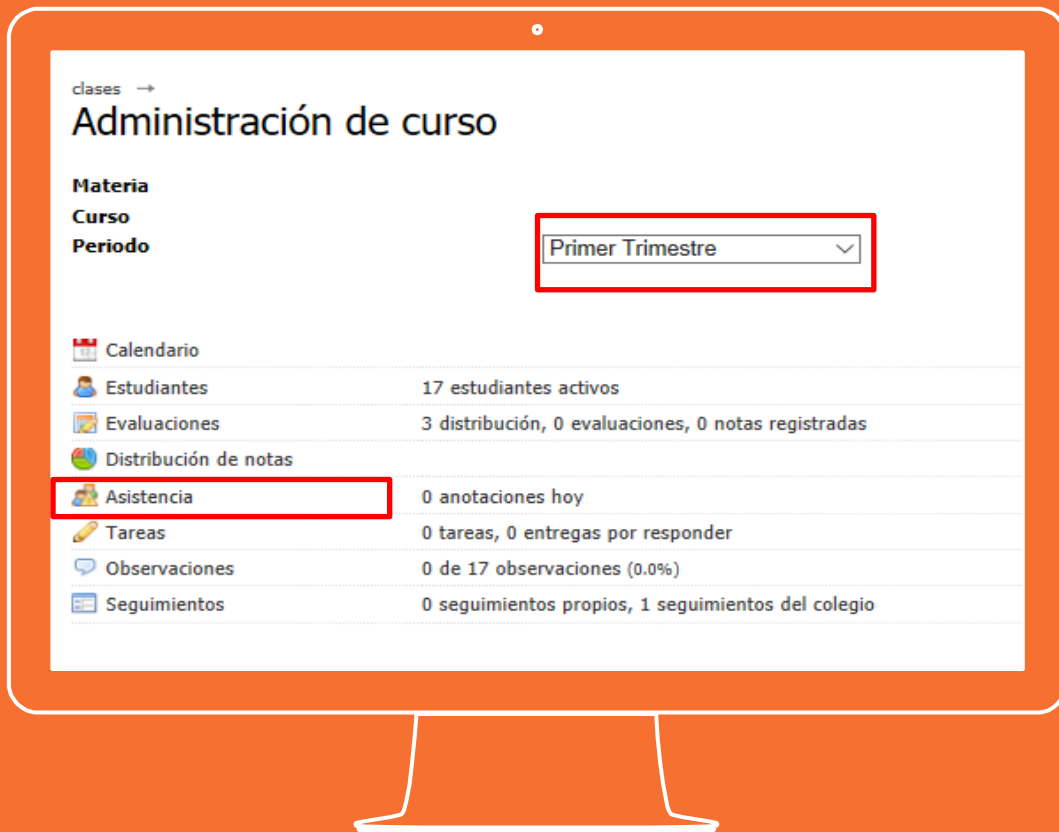 clases →
Administración de curso
Materia
Curso
Periodo
Primer Trimestre
Calendario
Estudiantes 17 estudiantes activos
Evaluaciones 3 distribución, 0 evaluaciones, 0 notas registradas
Distribución de notas
Asistencia 0 anotaciones hoy
Tareas 0 tareas, 0 entregas por responder
Observaciones 0 de 17 observaciones (0.0%)
Seguimientos 0 seguimientos propios, 1 seguimientos del colegio